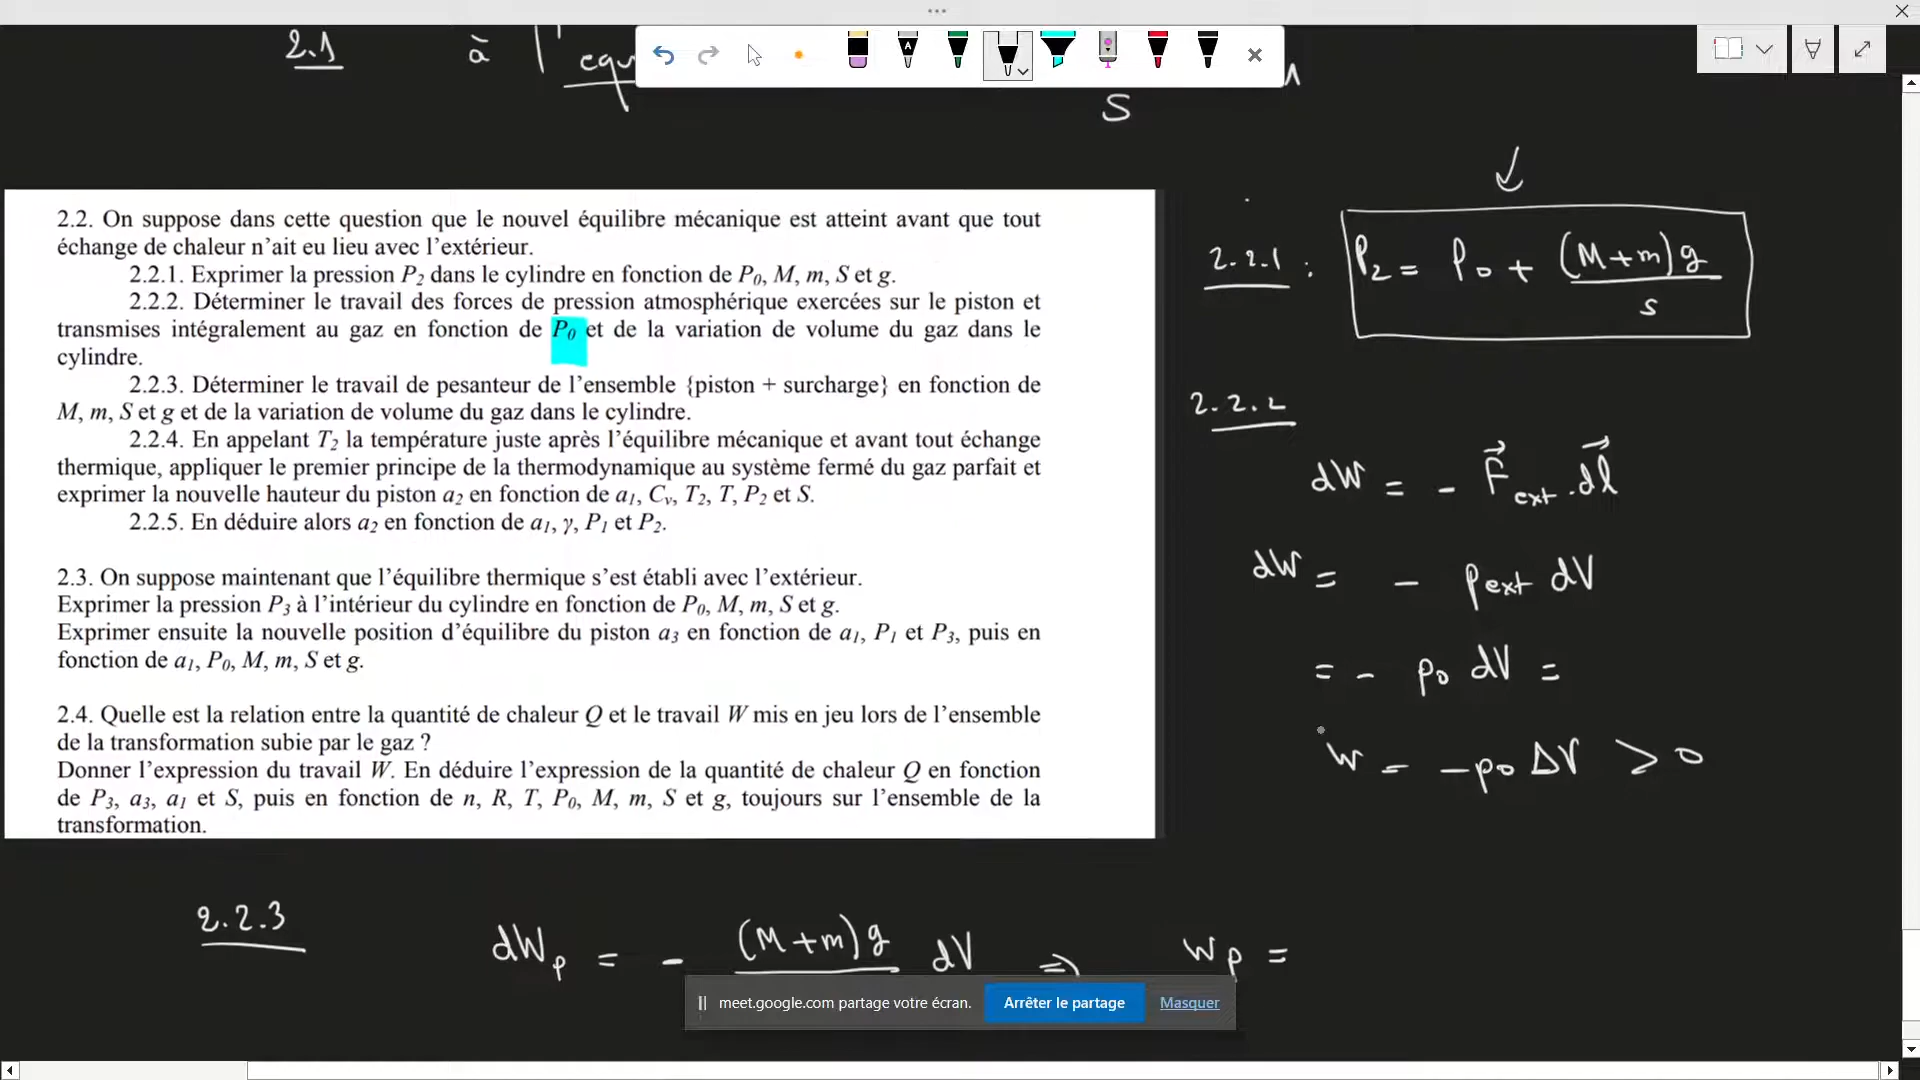 2.1 à l'equ
S
2.2. On suppose dans cette question que le nouvel équilibre mécanique est atteint avant que tout
échange de chaleur n'ait eu lieu avec l'extérieur.
2.2.1. Exprimer la pression P2 dans le cylindre en fonction de P0, M, m, S et g.
2.2.2. Déterminer le travail des forces de pression atmosphérique exercées sur le piston et
transmises intégralement au gaz en fonction de P0 et de la variation de volume du gaz dans le
cylindre.
2.2.3. Déterminer le travail de pesanteur de l'ensemble {piston + surcharge} en fonction de
M, m, S et g et de la variation de volume du gaz dans le cylindre.
2.2.4. En appelant T2 la température juste après l'équilibre mécanique et avant tout échange
thermique, appliquer le premier principe de la thermodynamique au système fermé du gaz parfait et
exprimer la nouvelle hauteur du piston a2 en fonction de a1, Cv, T2, T, P2 et S.
2.2.5. En déduire alors a2 en fonction de a1, γ, P1 et P2.
2.3. On suppose maintenant que l'équilibre thermique s'est établi avec l'extérieur.
Exprimer la pression P3 à l'intérieur du cylindre en fonction de P0, M, m, S et g.
Exprimer ensuite la nouvelle position d'équilibre du piston a3 en fonction de a1, P1 et P3, puis en
fonction de a1, P0, M, m, S et g.
2.4. Quelle est la relation entre la quantité de chaleur Q et le travail W mis en jeu lors de l'ensemble
de la transformation subie par le gaz ?
Donner l'expression du travail W. En déduire l'expression de la quantité de chaleur Q en fonction
de P3, a3, a1 et S, puis en fonction de n, R, T, P0, M, m, S et g, toujours sur l'ensemble de la
transformation.
2.2.1 : P2 = P0 + (M+m)g / S
2.2.2
dW = - F ext . dl
dW = - Pext dV
= - P0 dV =
W = -P0 ΔV > 0
2.2.3 dWp = - (M+m)g dV ⇒ Wp =
meet.google.com partage votre écran. Arrêter le partage Masquer